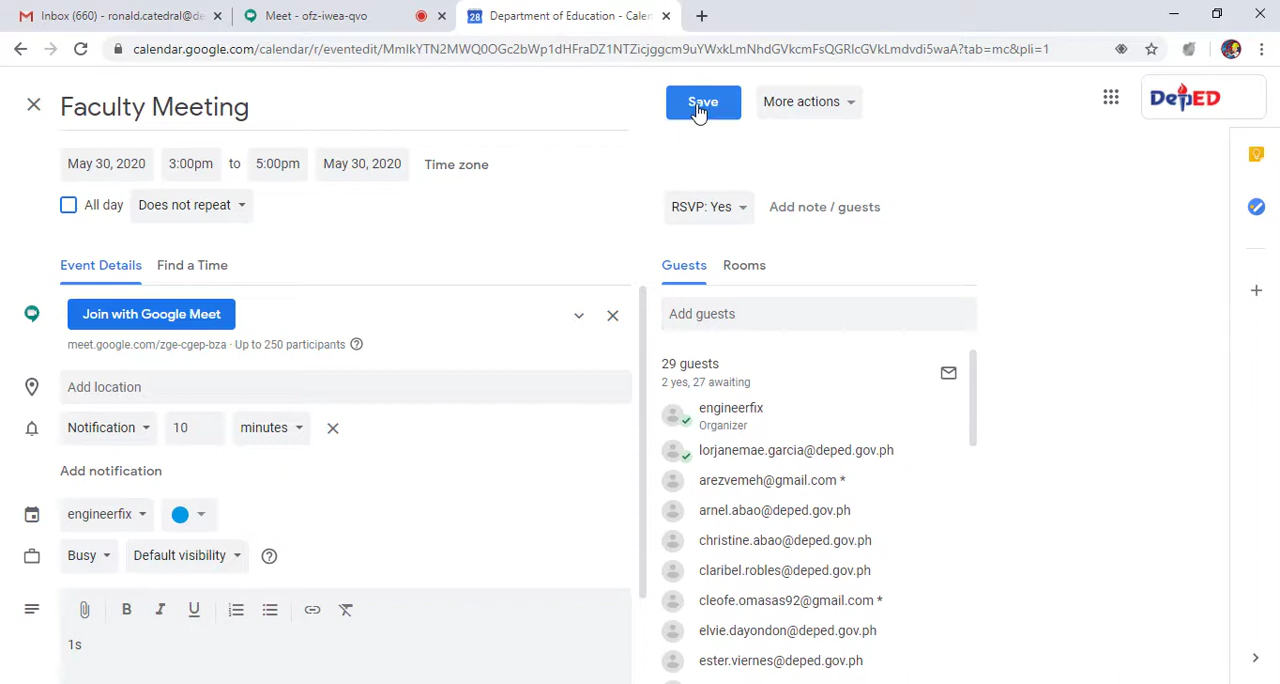 Inbox (660) - ronald.catedral@de
Meet - ofz-iwea-qvo
28
Department of Education - Calen
calendar.google.com/calendar/r/eventedit/MmlkYTN2MWQ0OGc2bWp1dHFraDZ1NTZicjggcm9uYWxkLmNhdGVkcmFsQGRlcGVkLmdvdi5waA?tab=mc&pli=1
Faculty Meeting
Save
More actions
DepED
May 30, 2020
3:00pm
to
5:00pm
May 30, 2020
Time zone
All day
Does not repeat
RSVP: Yes
Add note / guests
Event Details
Find a Time
Guests
Rooms
Join with Google Meet
meet.google.com/zge-cgep-bza · Up to 250 participants
Add guests
29 guests
2 yes, 27 awaiting
Add location
Notification
10
minutes
Add notification
engineerfix
Busy
Default visibility
B
I
U
1s
engineerfix
Organizer
lorjanemae.garcia@deped.gov.ph
arezvemeh@gmail.com *
arnel.abao@deped.gov.ph
christine.abao@deped.gov.ph
claribel.robles@deped.gov.ph
cleofe.omasas92@gmail.com *
elvie.dayondon@deped.gov.ph
ester.viernes@deped.gov.ph